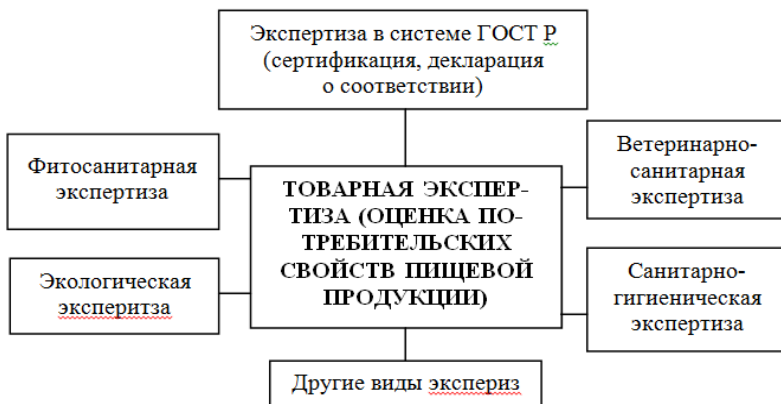 Экспертиза в системе ГОСТ Р
(сертификация, декларация
о соответствии)
Фитосанитарная
экспертиза
Ветеринарно-
санитарная
экспертиза
ТОВАРНАЯ ЭКСПЕР-
ТИЗА (ОЦЕНКА ПО-
ТРЕБИТЕЛЬСКИХ
СВОЙСТВ ПИЩЕВОЙ
ПРОДУКЦИИ)
Экологическая
эксперитза
Санитарно-
гигиеническая
экспертиза
Другие виды экспериз